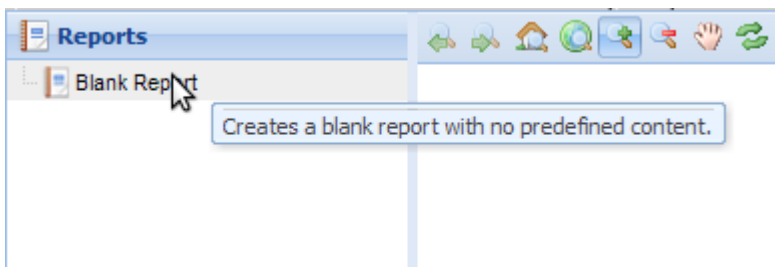 Reports
Blank Report
Creates a blank report with no predefined content.